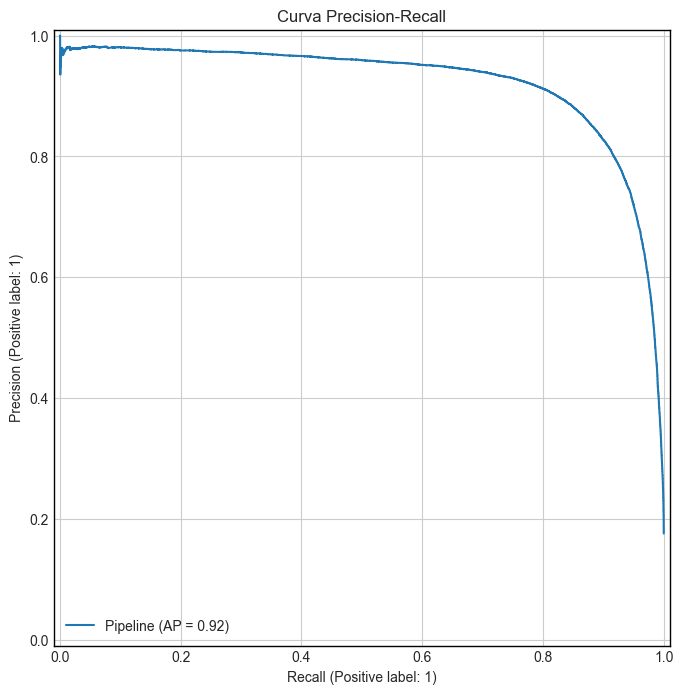 Curva Precision-Recall
1.0
0.8
0.6
0.4
0.2
0.0
Precision (Positive label: 1)
Pipeline (AP = 0.92)
0.0 0.2 0.4 0.6 0.8 1.0
Recall (Positive label: 1)